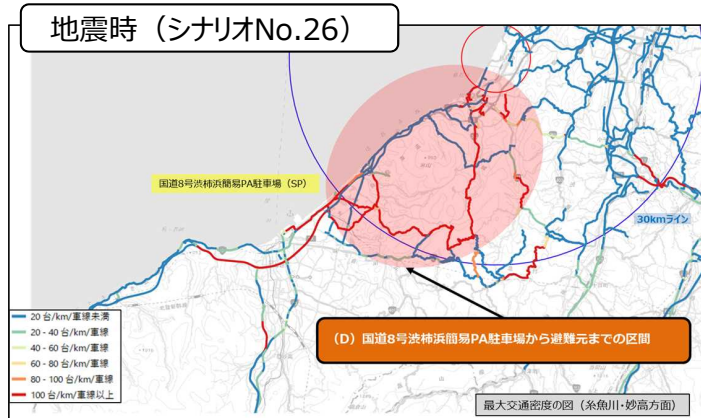 地震時（シナリオNo.26）
国道8号渋柿浜簡易PA駐車場（SP）
30kmライン
(D) 国道8号渋柿浜簡易PA駐車場から避難元までの区間
20 台/km/車線未満
20 - 40 台/km/車線
40 - 60 台/km/車線
60 - 80 台/km/車線
80 - 100 台/km/車線
100 台/km/車線以上
最大交通密度の図（糸魚川・妙高方面）